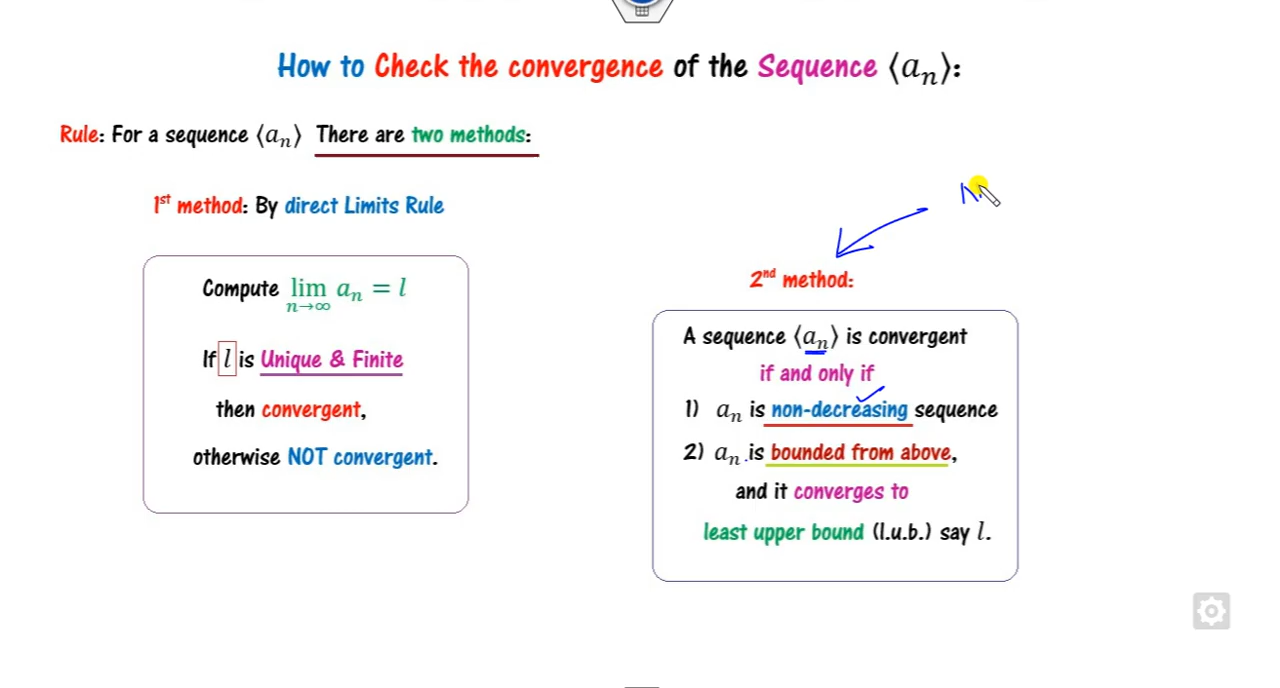 How to Check the convergence of the Sequence ⟨aₙ⟩:
Rule: For a sequence ⟨aₙ⟩ There are two methods:
1st method: By direct Limits Rule
Compute lim aₙ = l
n→∞
If l is Unique & Finite
then convergent,
otherwise NOT convergent.
2nd method:
A sequence ⟨aₙ⟩ is convergent
if and only if
1) aₙ is non-decreasing sequence
2) aₙ is bounded from above,
and it converges to
least upper bound (l.u.b.) say l.